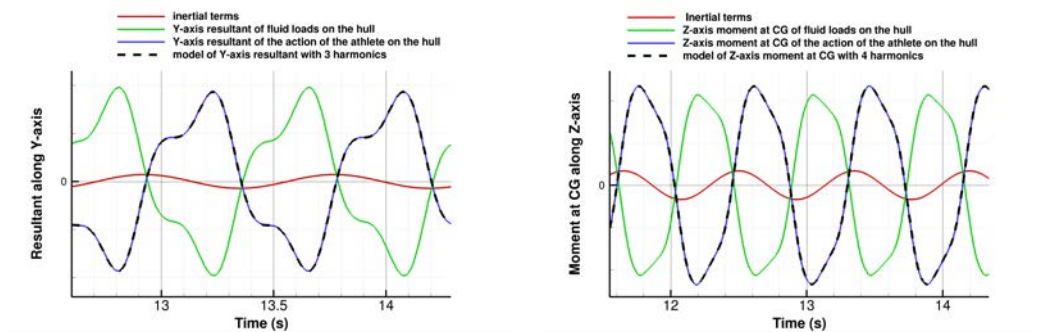 inertial terms
Y-axis resultant of fluid loads on the hull
Y-axis resultant of the action of the athlete on the hull
model of Y-axis resultant with 3 harmonics
Resultant along Y-axis
0
13
13.5
14
Time (s)
Inertial terms
Z-axis moment at CG of fluid loads on the hull
Z-axis moment at CG of the action of the athlete on the hull
model of Z-axis moment at CG with 4 harmonics
Moment at CG along Z-axis
0
12
13
14
Time (s)